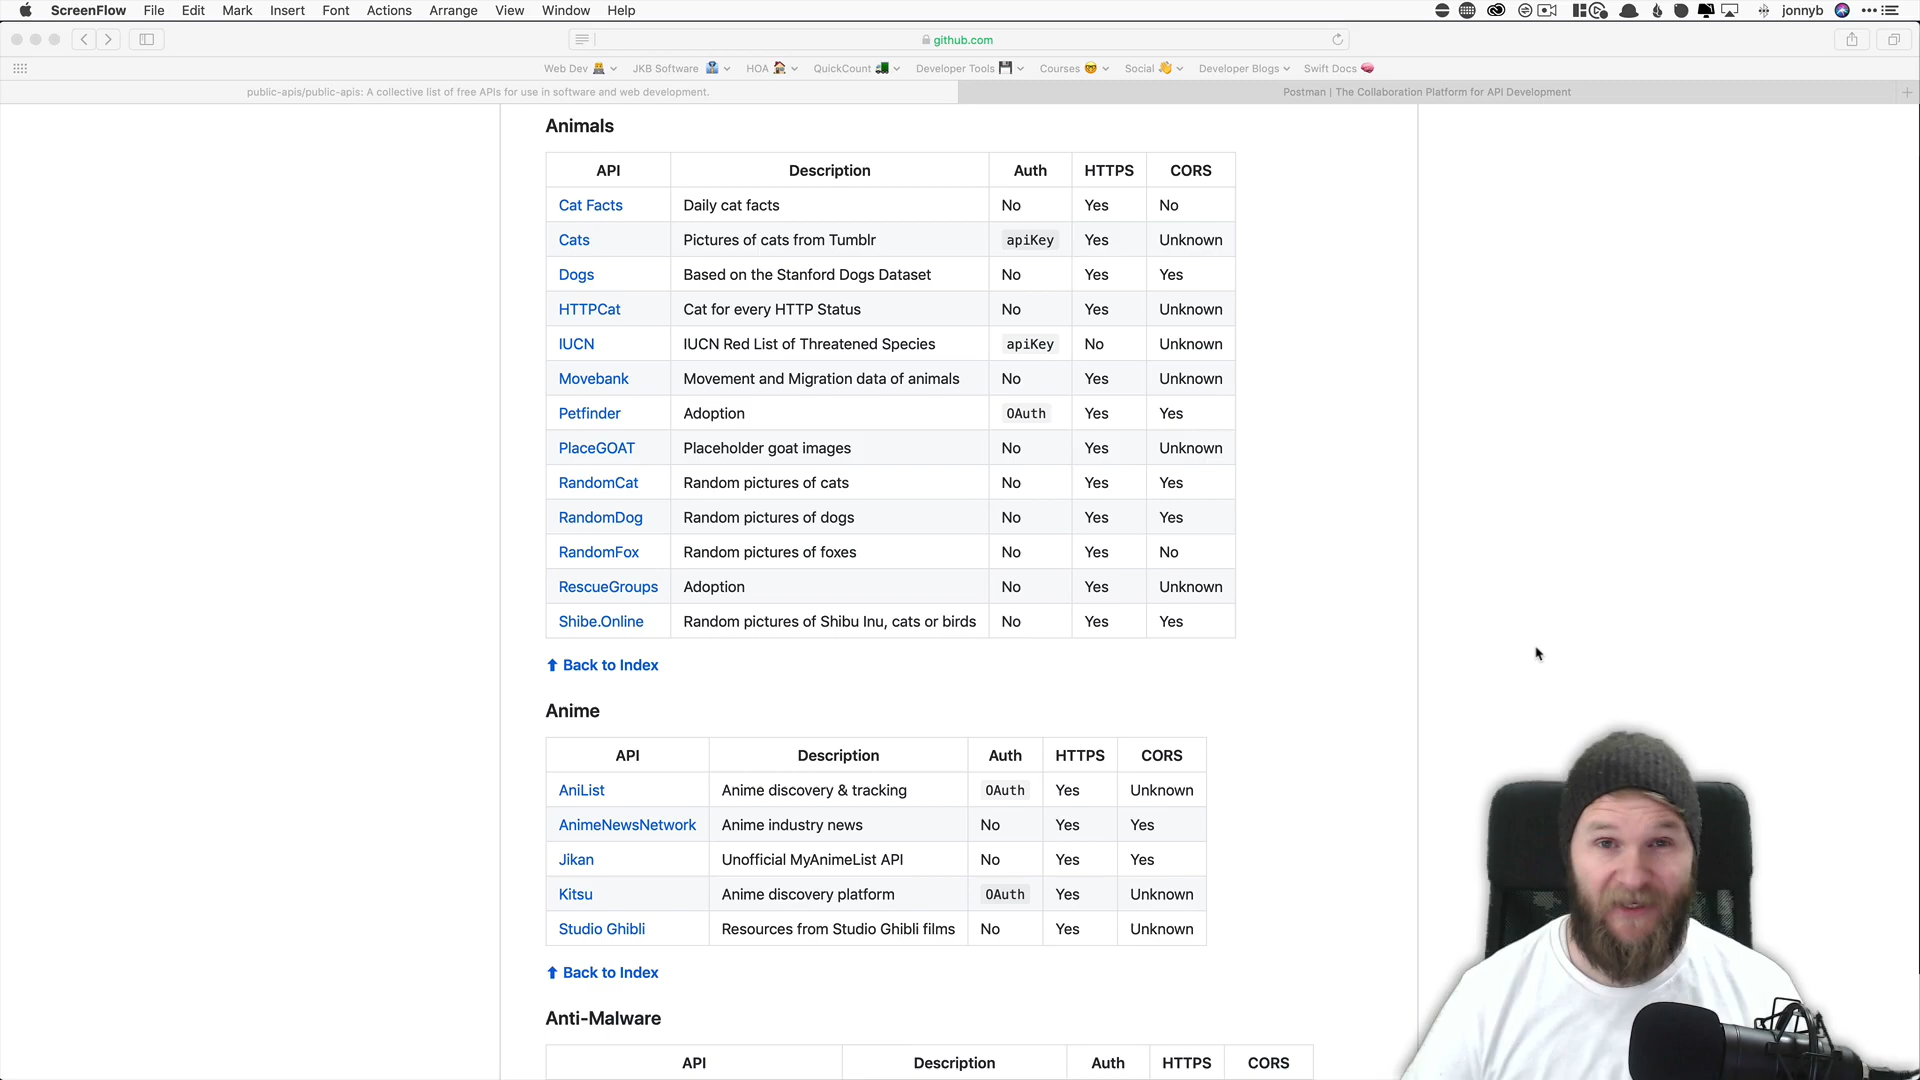 ScreenFlow File Edit Mark Insert Font Actions Arrange View Window Help jonnyb
github.com
Web Dev JKB Software HOA QuickCount Developer Tools Courses Social Developer Blogs Swift Docs
public-apis/public-apis: A collective list of free APIs for use in software and web development. Postman | The Collaboration Platform for API Development
Animals
API Description Auth HTTPS CORS
Cat Facts Daily cat facts No Yes No
Cats Pictures of cats from Tumblr apiKey Yes Unknown
Dogs Based on the Stanford Dogs Dataset No Yes Yes
HTTPCat Cat for every HTTP Status No Yes Unknown
IUCN IUCN Red List of Threatened Species apiKey No Unknown
Movebank Movement and Migration data of animals No Yes Unknown
Petfinder Adoption OAuth Yes Yes
PlaceGOAT Placeholder goat images No Yes Unknown
RandomCat Random pictures of cats No Yes Yes
RandomDog Random pictures of dogs No Yes Yes
RandomFox Random pictures of foxes No Yes No
RescueGroups Adoption No Yes Unknown
Shibe.Online Random pictures of Shibu Inu, cats or birds No Yes Yes
Back to Index
Anime
API Description Auth HTTPS CORS
AniList Anime discovery & tracking OAuth Yes Unknown
AnimeNewsNetwork Anime industry news No Yes Yes
Jikan Unofficial MyAnimeList API No Yes Yes
Kitsu Anime discovery platform OAuth Yes Unknown
Studio Ghibli Resources from Studio Ghibli films No Yes Unknown
Back to Index
Anti-Malware
API Description Auth HTTPS CORS